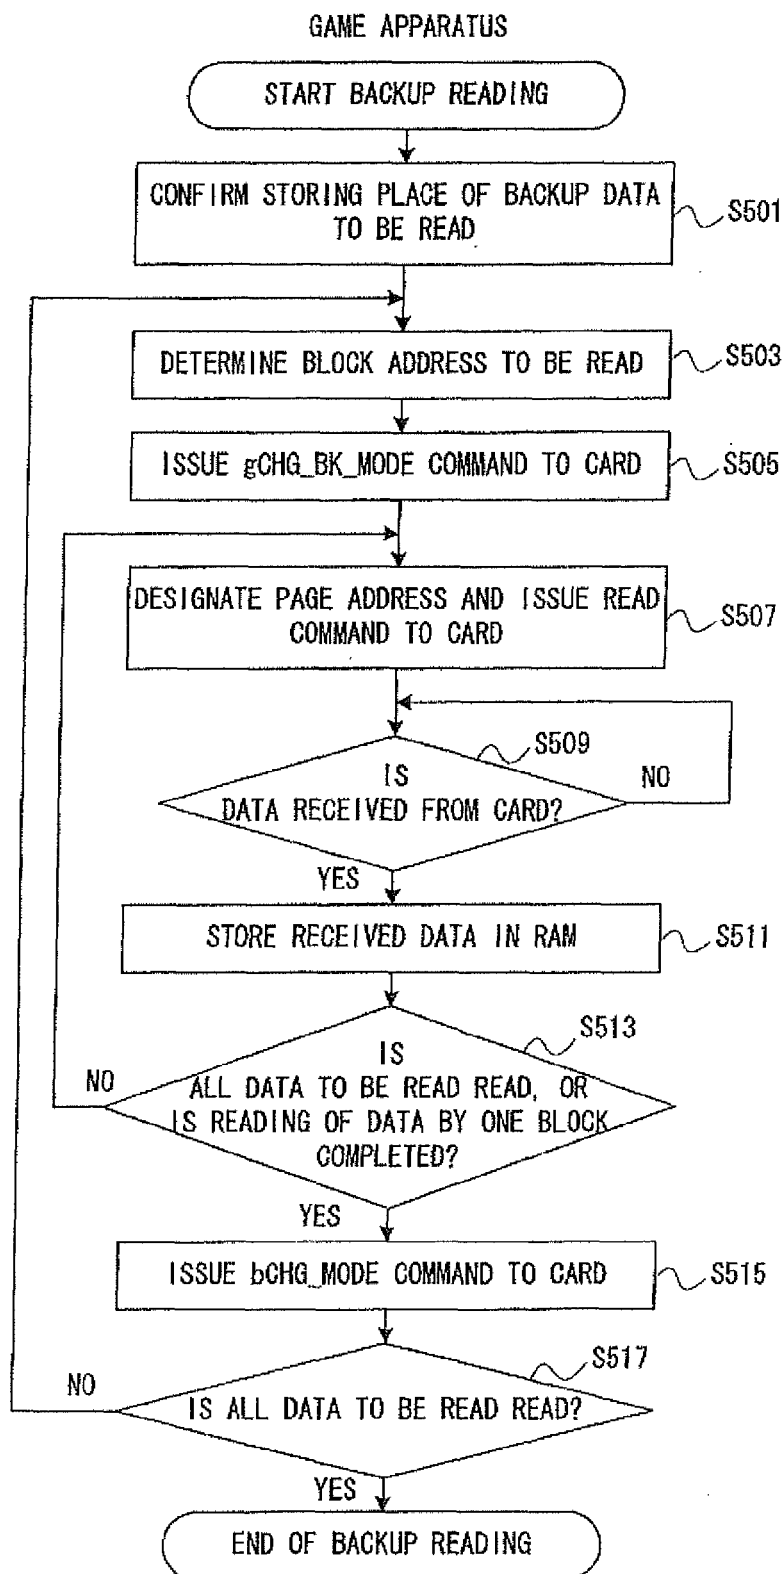 GAME APPARATUS
START BACKUP READING
CONFIRM STORING PLACE OF BACKUP DATA
TO BE READ
S501
DETERMINE BLOCK ADDRESS TO BE READ
S503
ISSUE gCHG_BK_MODE COMMAND TO CARD
S505
DESIGNATE PAGE ADDRESS AND ISSUE READ
COMMAND TO CARD
S507
S509
IS
DATA RECEIVED FROM CARD?
NO
YES
STORE RECEIVED DATA IN RAM
S511
S513
IS
ALL DATA TO BE READ READ, OR
IS READING OF DATA BY ONE BLOCK
COMPLETED?
NO
YES
ISSUE bCHG_MODE COMMAND TO CARD
S515
S517
IS ALL DATA TO BE READ READ?
NO
YES
END OF BACKUP READING